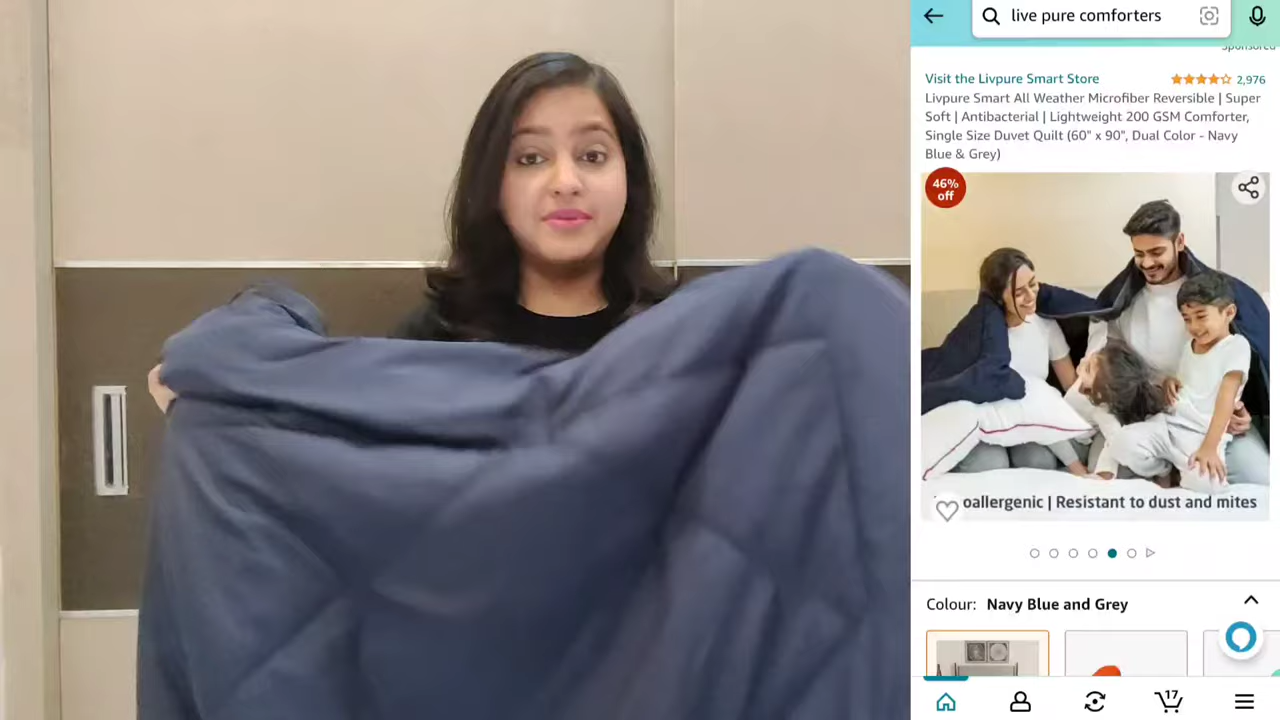 live pure comforters
Sponsored
Visit the Livpure Smart Store
2,976
Livpure Smart All Weather Microfiber Reversible | Super
Soft | Antibacterial | Lightweight 200 GSM Comforter,
Single Size Duvet Quilt (60" x 90", Dual Color - Navy
Blue & Grey)
46%
off
oallergenic | Resistant to dust and mites
Colour: Navy Blue and Grey
17